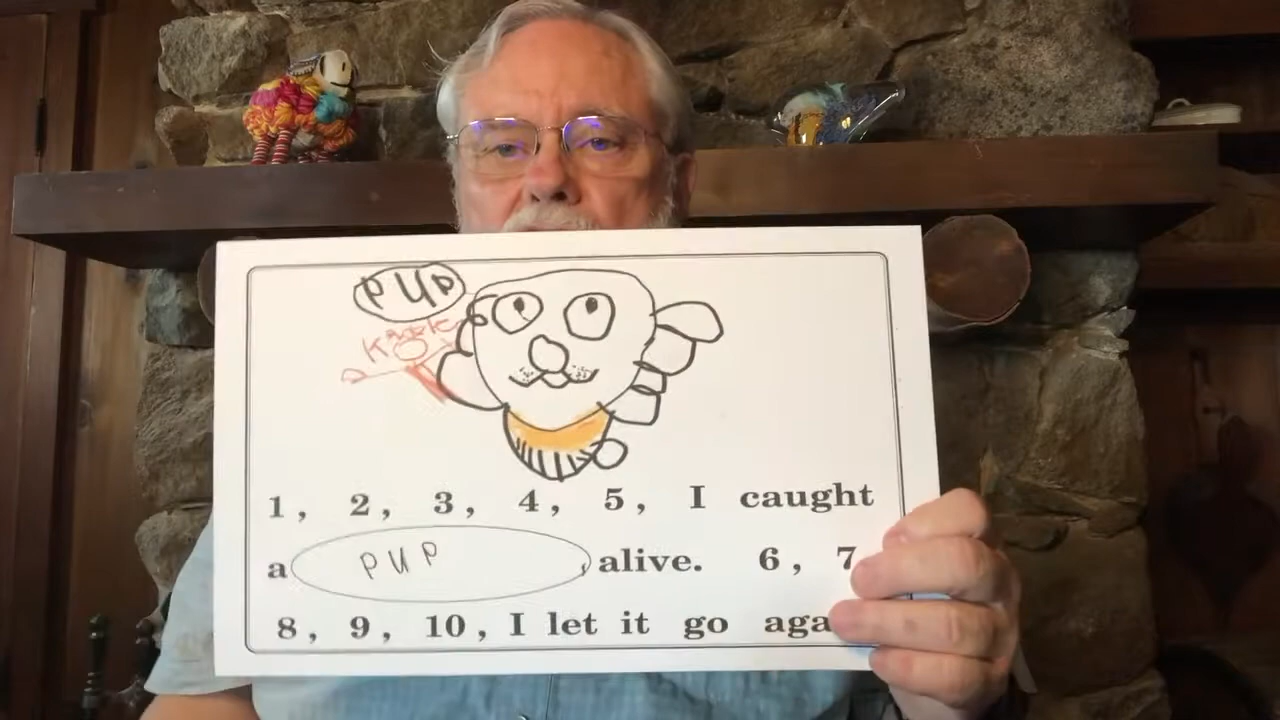 PUP
1, 2, 3, 4, 5, I caught
a PUP alive. 6, 7
8, 9, 10, I let it go aga